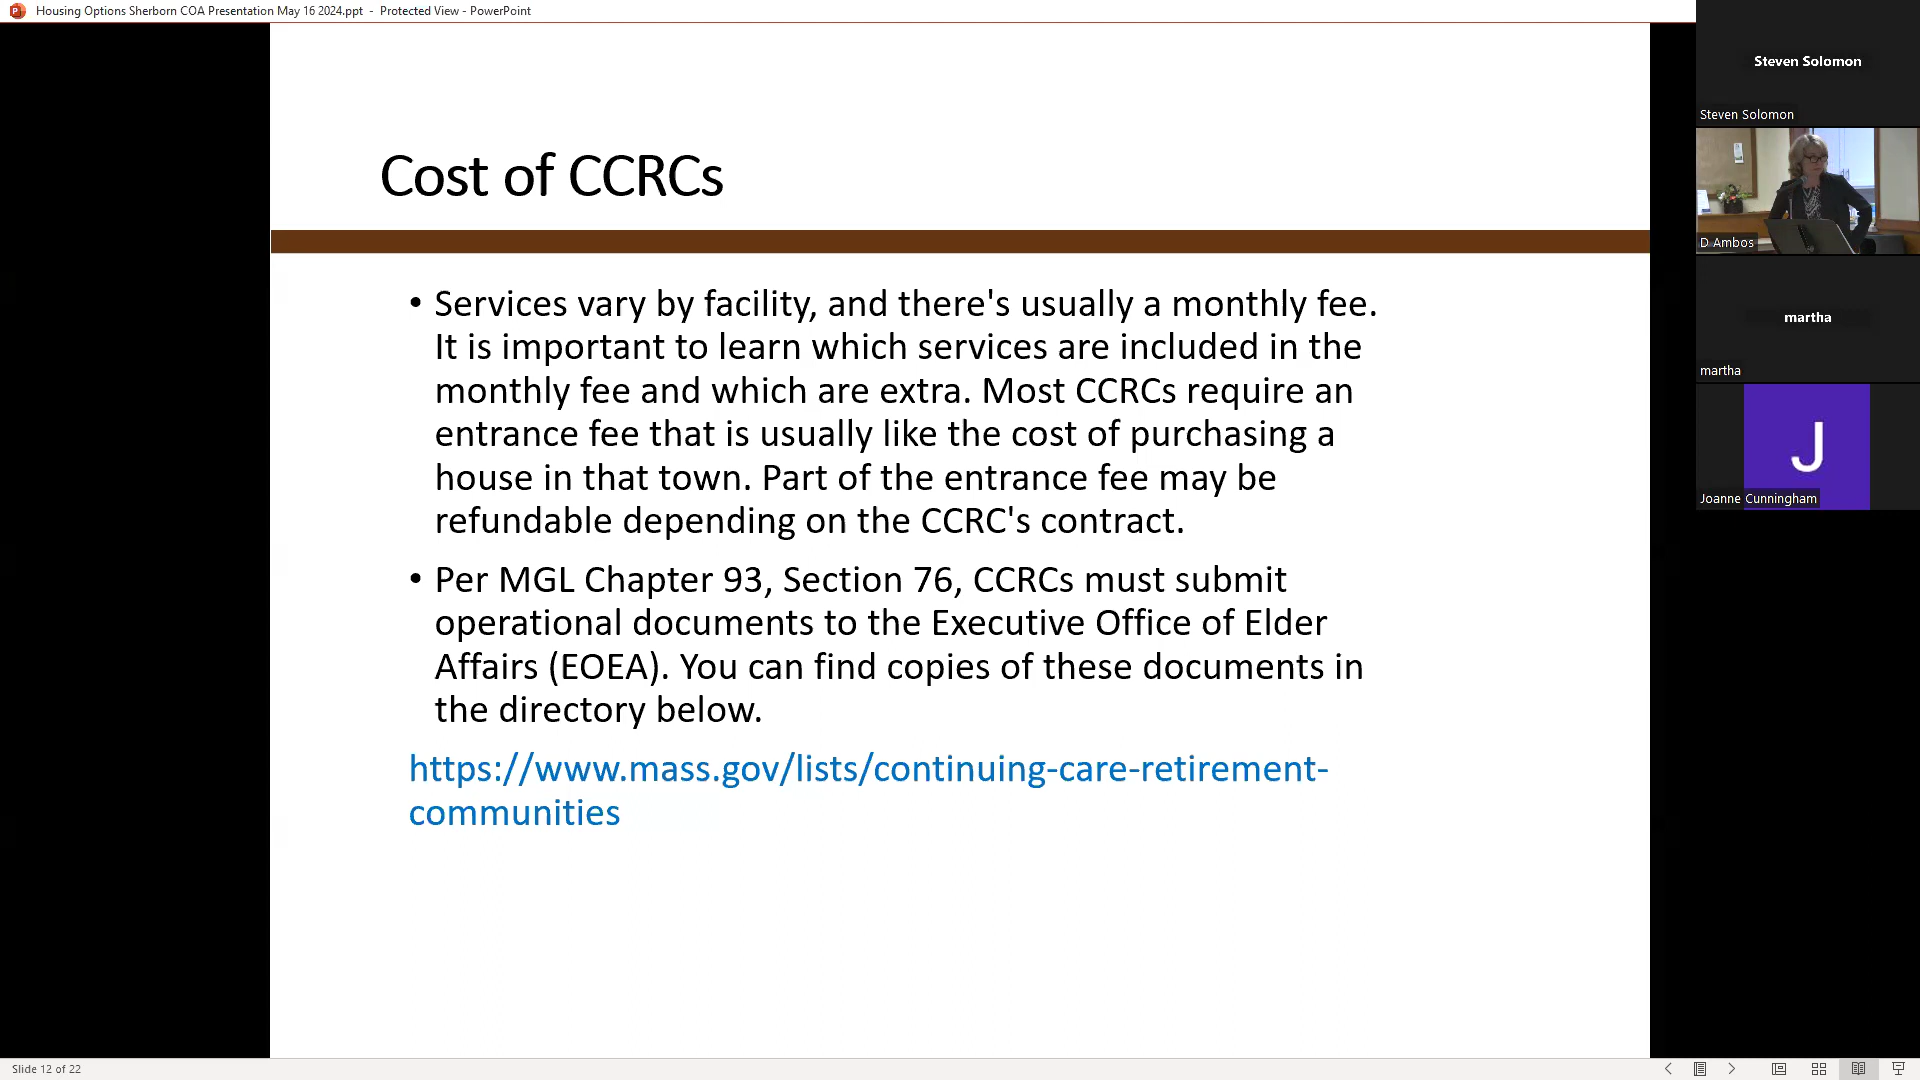 Housing Options Sherborn COA Presentation May 16 2024.ppt - Protected View - PowerPoint
Steven Solomon
Steven Solomon
D Ambos
martha
martha
J
Joanne Cunningham
Cost of CCRCs
• Services vary by facility, and there's usually a monthly fee.
It is important to learn which services are included in the
monthly fee and which are extra. Most CCRCs require an
entrance fee that is usually like the cost of purchasing a
house in that town. Part of the entrance fee may be
refundable depending on the CCRC's contract.
• Per MGL Chapter 93, Section 76, CCRCs must submit
operational documents to the Executive Office of Elder
Affairs (EOEA). You can find copies of these documents in
the directory below.
https://www.mass.gov/lists/continuing-care-retirement-
communities
Slide 12 of 22